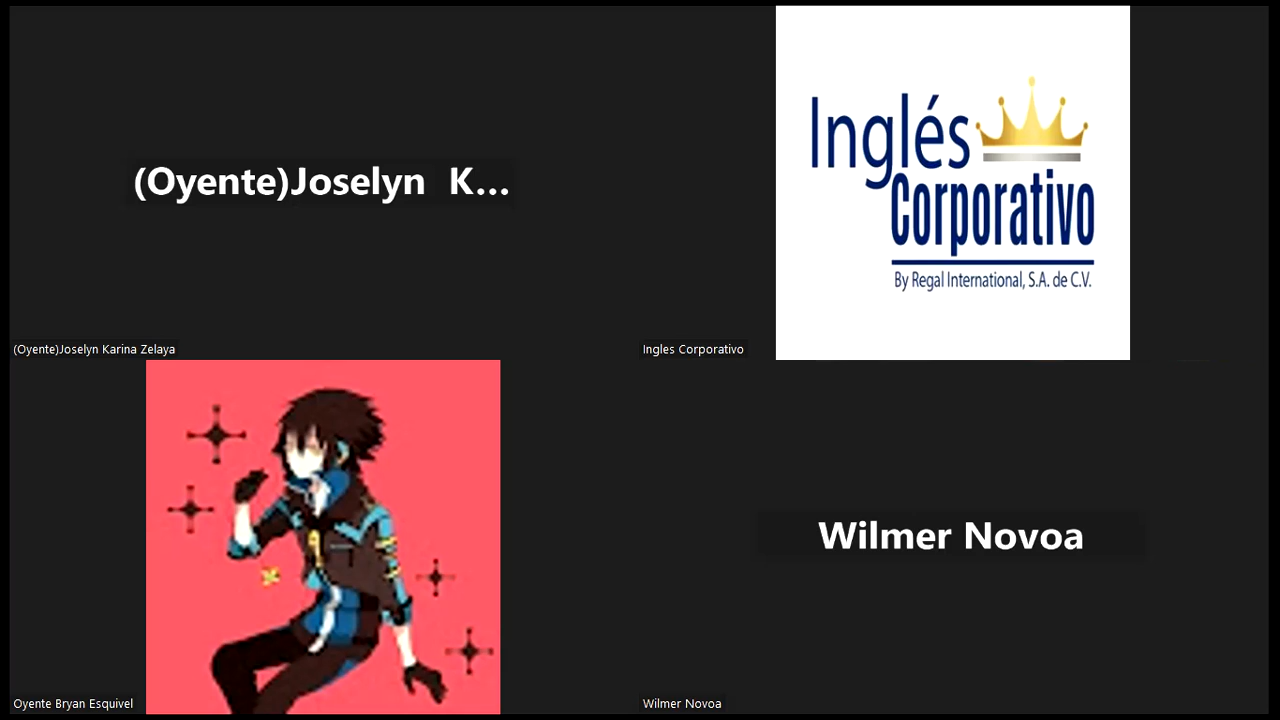 (Oyente)Joselyn K...
(Oyente)Joselyn Karina Zelaya
Inglés
Corporativo
By Regal International, S.A. de C.V.
Ingles Corporativo
Oyente Bryan Esquivel
Wilmer Novoa
Wilmer Novoa